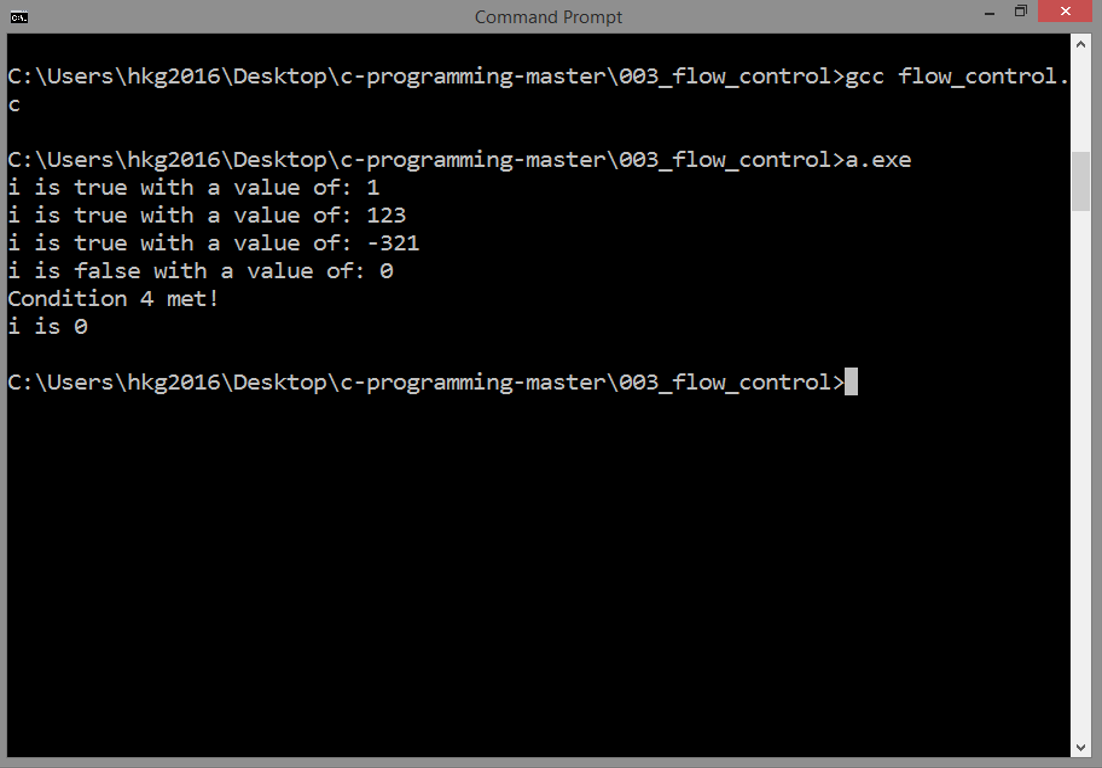 Command Prompt
C:\Users\hkg2016\Desktop\c-programming-master\003_flow_control>gcc flow_control.
c
C:\Users\hkg2016\Desktop\c-programming-master\003_flow_control>a.exe
i is true with a value of: 1
i is true with a value of: 123
i is true with a value of: -321
i is false with a value of: 0
Condition 4 met!
i is 0
C:\Users\hkg2016\Desktop\c-programming-master\003_flow_control>